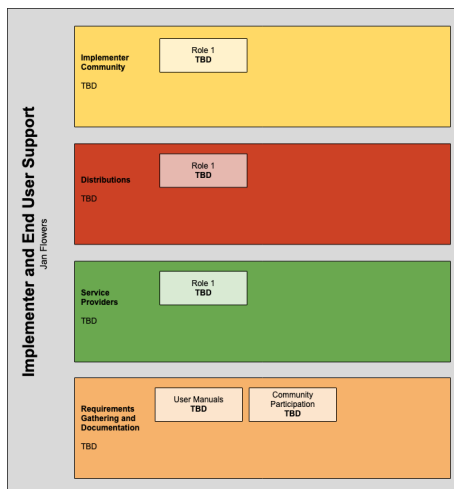 Implementer and End User Support
Jan Flowers
Implementer
Community
TBD
Role 1
TBD
Distributions
TBD
Role 1
TBD
Service
Providers
TBD
Role 1
TBD
Requirements
Gathering and
Documentation
TBD
User Manuals
TBD
Community
Participation
TBD